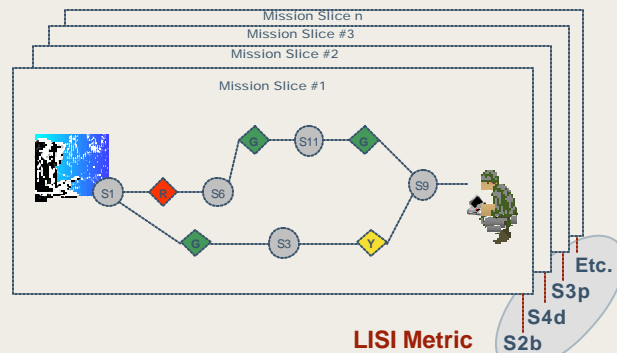 Mission Slice n
Mission Slice #3
Mission Slice #2
Mission Slice #1
G
S11
G
S1
R
S6
S9
G
S3
Y
Etc.
S3p
S4d
LISI Metric
S2b